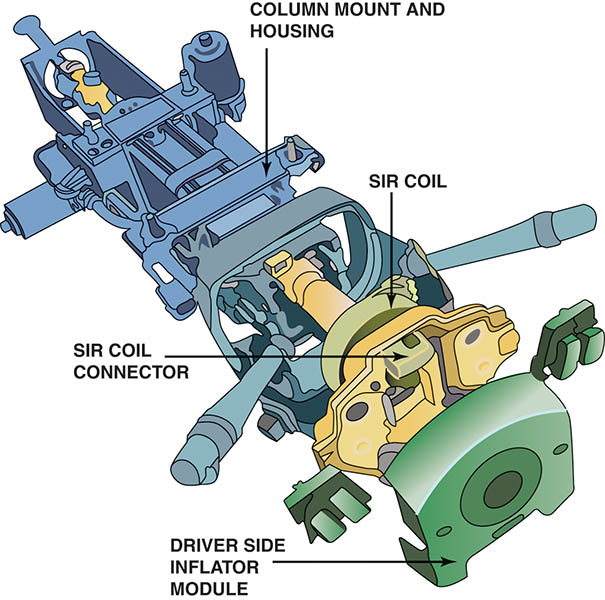 COLUMN MOUNT AND
HOUSING
SIR COIL
SIR COIL
CONNECTOR
DRIVER SIDE
INFLATOR
MODULE